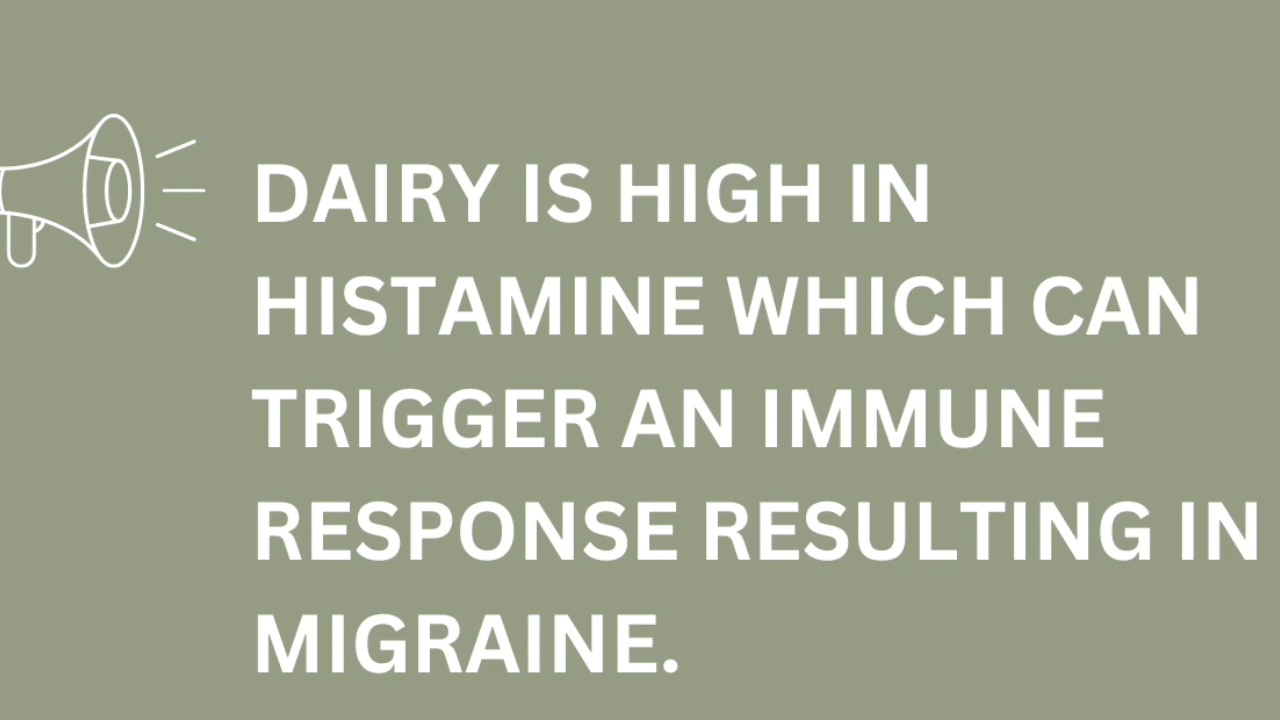 DAIRY IS HIGH IN
HISTAMINE WHICH CAN
TRIGGER AN IMMUNE
RESPONSE RESULTING IN
MIGRAINE.